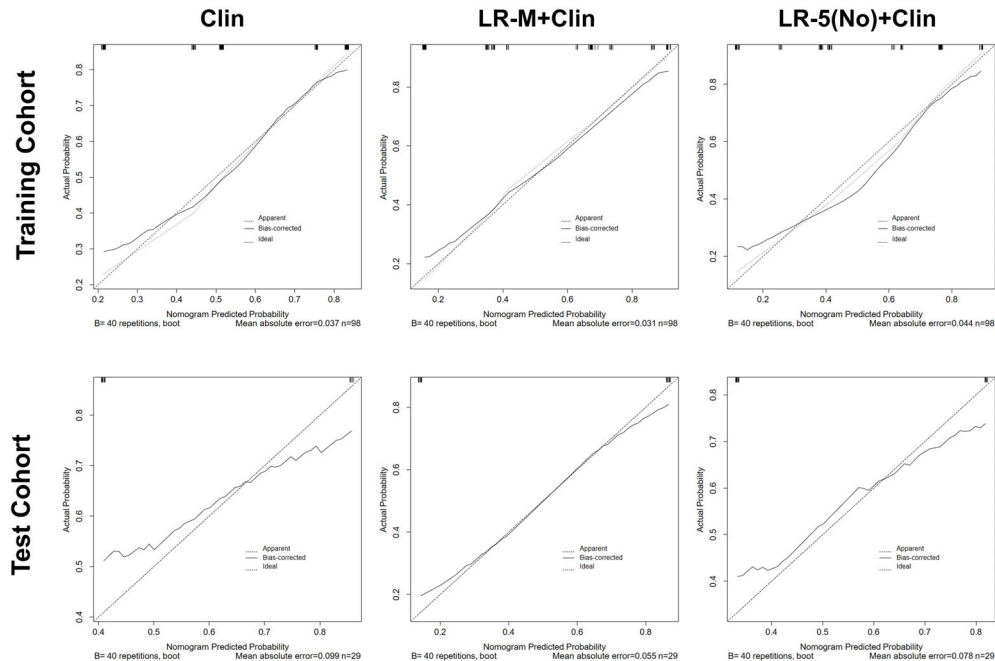 Clin
LR-M+Clin
LR-5(No)+Clin
Training Cohort
Actual Probability
0.8
0.7
0.6
0.5
0.4
0.3
0.2
Apparent
Bias-corrected
Ideal
0.2 0.3 0.4 0.5 0.6 0.7 0.8
Nomogram Predicted Probability
B= 40 repetitions, boot Mean absolute error=0.037 n=98
Actual Probability
0.8
0.6
0.4
0.2
Apparent
Bias-corrected
Ideal
0.2 0.4 0.6 0.8
Nomogram Predicted Probability
B= 40 repetitions, boot Mean absolute error=0.031 n=98
Actual Probability
0.9
0.8
0.7
0.6
0.5
0.4
0.3
0.2
Apparent
Bias-corrected
Ideal
0.2 0.4 0.6 0.8
Nomogram Predicted Probability
B= 40 repetitions, boot Mean absolute error=0.044 n=98
Test Cohort
Actual Probability
0.8
0.7
0.6
0.5
0.4
Apparent
Bias-corrected
Ideal
0.4 0.5 0.6 0.7 0.8
Nomogram Predicted Probability
B= 40 repetitions, boot Mean absolute error=0.099 n=29
Actual Probability
0.8
0.6
0.4
0.2
Apparent
Bias-corrected
Ideal
0.2 0.4 0.6 0.8
Nomogram Predicted Probability
B= 40 repetitions, boot Mean absolute error=0.055 n=29
Actual Probability
0.8
0.7
0.6
0.5
0.4
Apparent
Bias-corrected
Ideal
0.4 0.5 0.6 0.7 0.8
Nomogram Predicted Probability
B= 40 repetitions, boot Mean absolute error=0.078 n=29